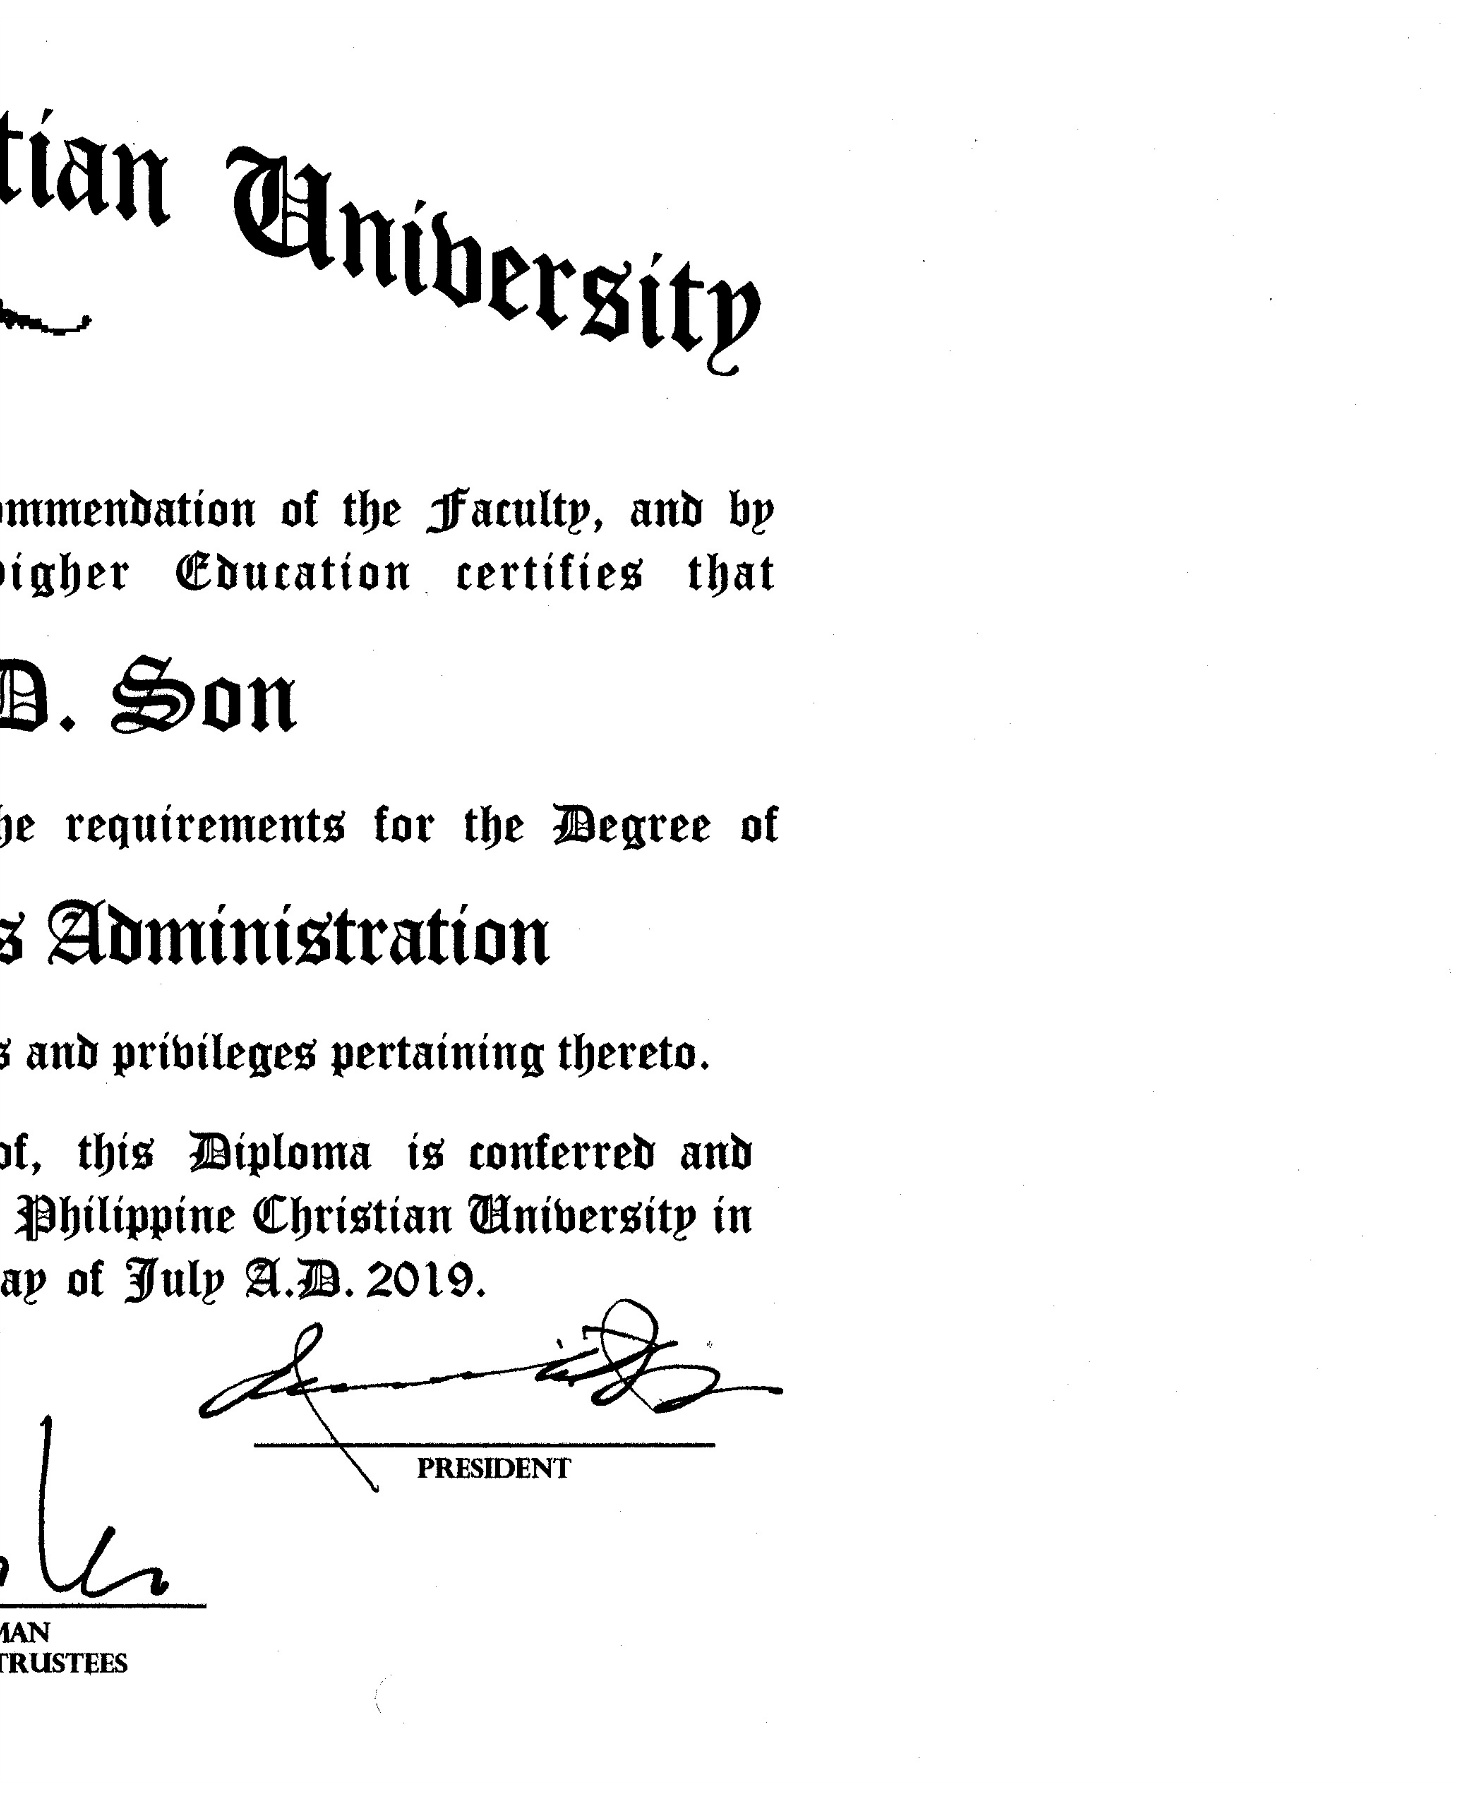 tian University
ommendation of the Faculty, and by
igher Education certifies that
D. Son
he requirements for the Degree of
s Administration
s and privileges pertaining thereto.
of, this Diploma is conferred and
Philippine Christian University in
ay of July A.D. 2019.
PRESIDENT
MAN
TRUSTEES